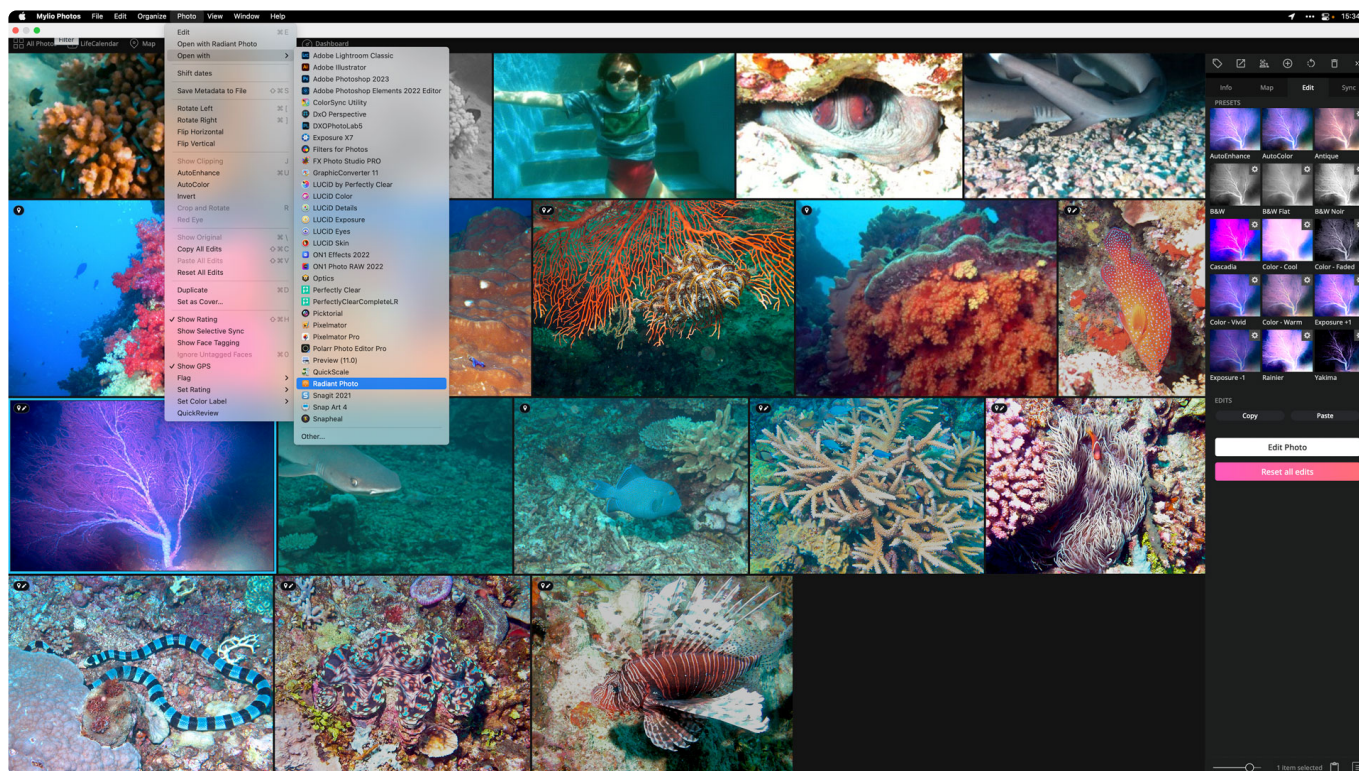 Mylio Photos File Edit Organize Photo View Window Help
15:34
All Photos
Filter
LifeCalendar
Map
Dashboard
Edit ⌘E
Open with Radiant Photo
Open with
Shift dates
Save Metadata to File ⇧⌘S
Rotate Left ⌘[
Rotate Right ⌘]
Flip Horizontal
Flip Vertical
Show Clipping J
AutoEnhance ⌘U
AutoColor
Invert
Crop and Rotate R
Red Eye
Show Original ⌘\
Copy All Edits ⇧⌘C
Paste All Edits ⇧⌘V
Reset All Edits
Duplicate ⌘D
Set as Cover...
✓ Show Rating ⇧⌘H
Show Selective Sync
Show Face Tagging
Ignore Untagged Faces
✓ Show GPS
Flag
Set Rating
Set Color Label
QuickReview
Adobe Lightroom Classic
Adobe Illustrator
Adobe Photoshop 2023
Adobe Photoshop Elements 2022 Editor
ColorSync Utility
DxO Perspective
DXOPhotoLab5
Exposure X7
Filters for Photos
FX Photo Studio PRO
GraphicConverter 11
LUCiD by Perfectly Clear
LUCiD Color
LUCiD Details
LUCiD Exposure
LUCiD Eyes
LUCiD Skin
ON1 Effects 2022
ON1 Photo RAW 2022
Optics
Perfectly Clear
PerfectlyClearCompleteLR
Picktorial
Pixelmator
Pixelmator Pro
Polarr Photo Editor Pro
Preview (11.0)
QuickScale
Radiant Photo
Snagit 2021
Snap Art 4
Snapheal
Other...
Info Map Edit Sync
PRESETS
AutoEnhance AutoColor Antique
B&W B&W Flat B&W Noir
Cascadia Color - Cool Color - Faded
Color - Vivid Color - Warm Exposure +1
Exposure -1 Rainier Yakima
EDITS
Copy Paste
Edit Photo
Reset all edits
1 item selected